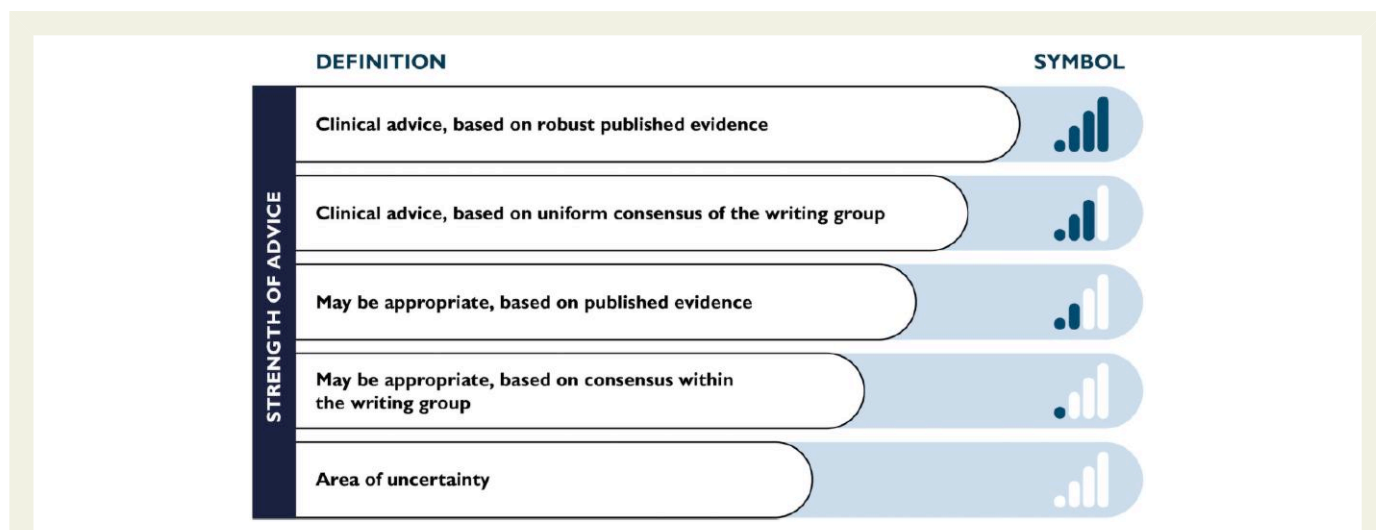 DEFINITION
SYMBOL
STRENGTH OF ADVICE
Clinical advice, based on robust published evidence
Clinical advice, based on uniform consensus of the writing group
May be appropriate, based on published evidence
May be appropriate, based on consensus within
the writing group
Area of uncertainty